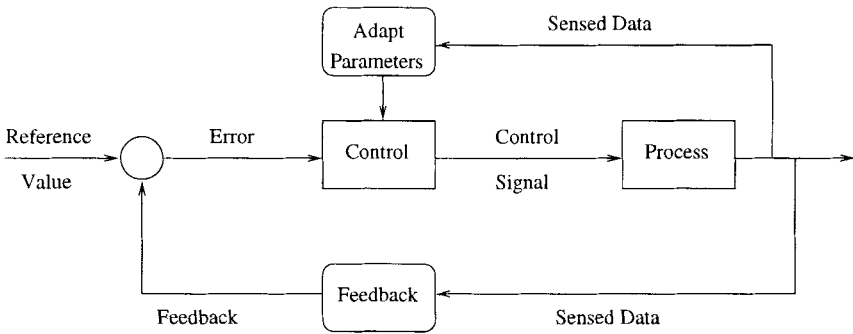 Adapt
Parameters
Sensed Data
Reference
Value
Error
Control
Control
Signal
Process
Feedback
Feedback
Sensed Data